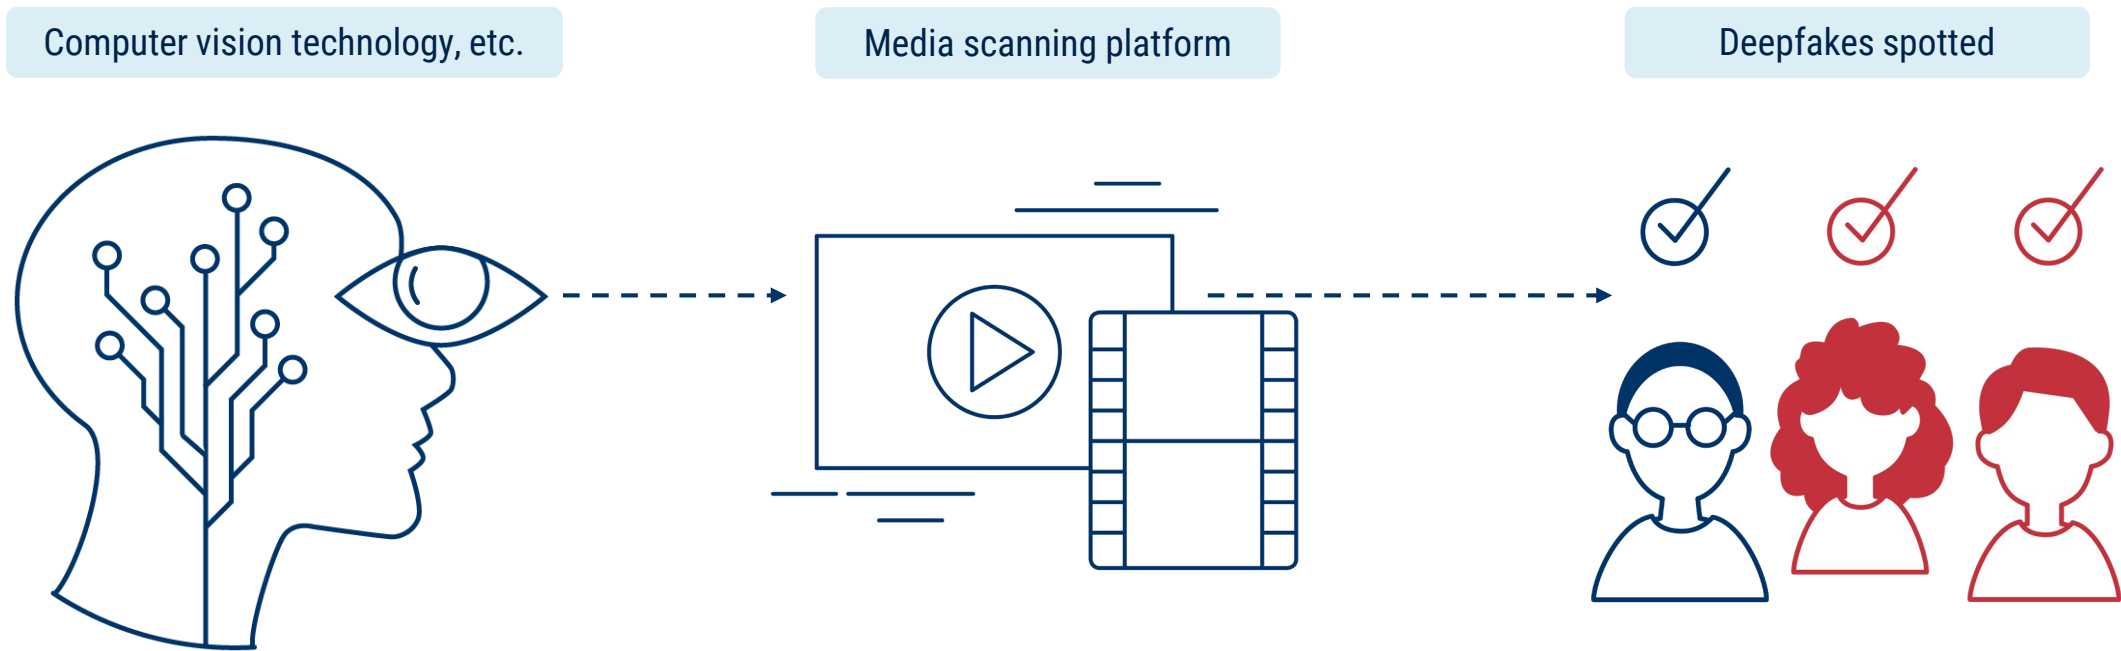 Computer vision technology, etc.
Media scanning platform
Deepfakes spotted